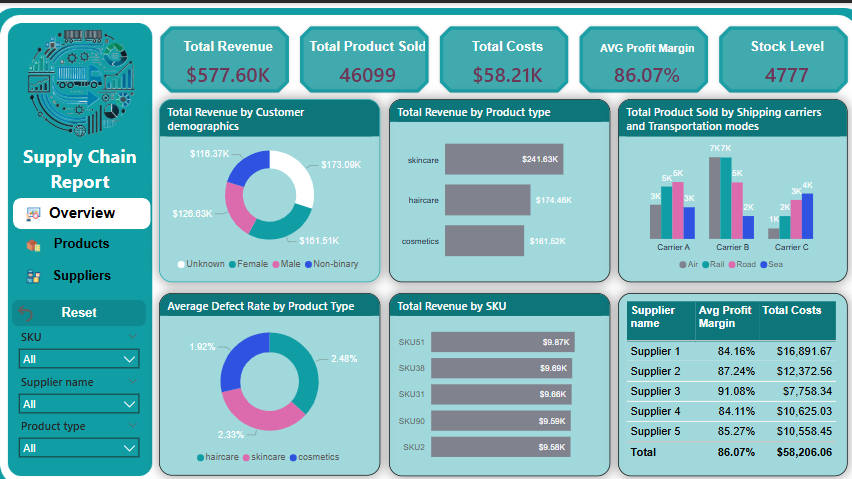 Supply Chain
Report
Overview
Products
Suppliers
Reset
SKU
All
Supplier name
All
Product type
All
Total Revenue
$577.60K
Total Product Sold
46099
Total Costs
$58.21K
AVG Profit Margin
86.07%
Stock Level
4777
Total Revenue by Customer
demographics
$116.37K
$173.09K
$126.63K
$161.51K
Unknown Female Male Non-binary
Total Revenue by Product type
skincare $241.63K
haircare $174.46K
cosmetics $161.52K
Total Product Sold by Shipping carriers
and Transportation modes
3K 5K 5K 3K 7K 7K 5K 2K 1K 2K 3K 4K
Carrier A Carrier B Carrier C
Air Rail Road Sea
Average Defect Rate by Product Type
1.92%
2.48%
2.33%
haircare skincare cosmetics
Total Revenue by SKU
SKU51 $9.87K
SKU38 $9.69K
SKU31 $9.66K
SKU90 $9.59K
SKU2 $9.58K
Supplier name Avg Profit Margin Total Costs
Supplier 1 84.16% $16,891.67
Supplier 2 87.24% $12,372.56
Supplier 3 91.08% $7,758.34
Supplier 4 84.11% $10,625.03
Supplier 5 85.27% $10,558.45
Total 86.07% $58,206.06